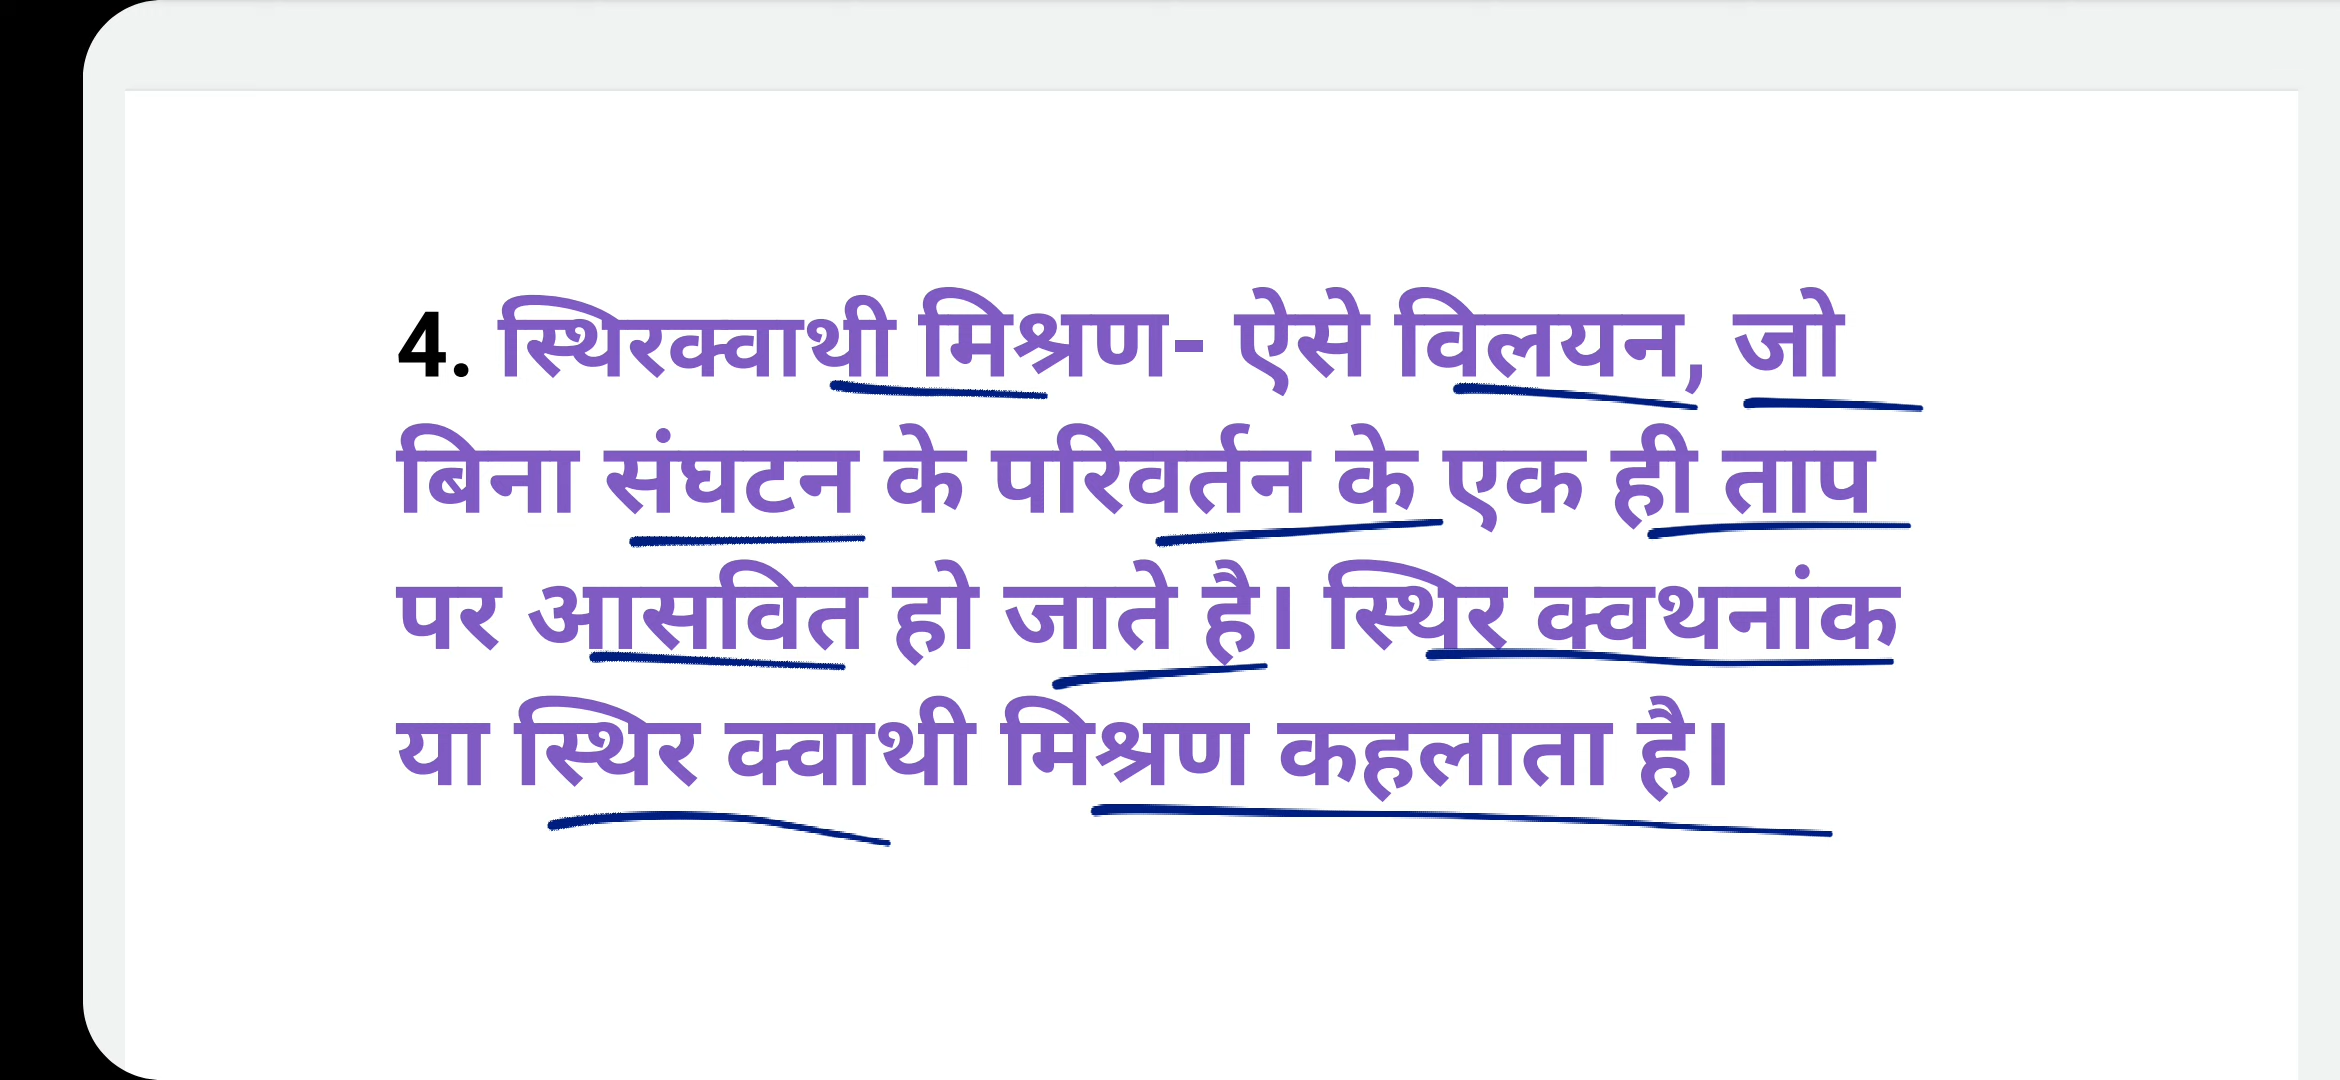 4. स्थिरक्वाथी मिश्रण- ऐसे विलयन, जो
बिना संघटन के परिवर्तन के एक ही ताप
पर आसवित हो जाते है। स्थिर क्वथनांक
या स्थिर क्वाथी मिश्रण कहलाता है।